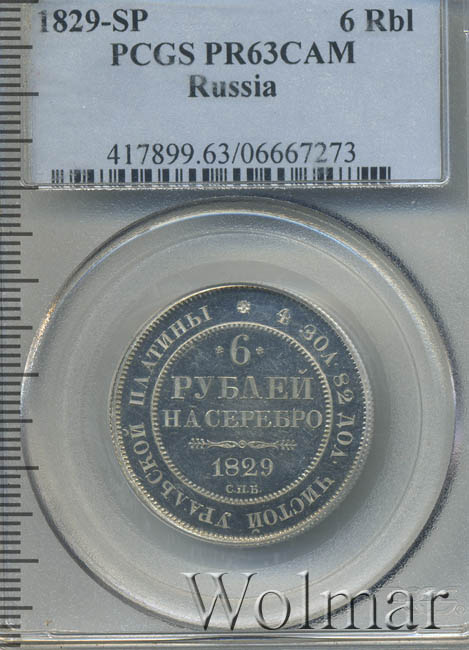 1829-SP 6 Rbl
PCGS PR63CAM
Russia
417899.63/06667273
4 ЗОЛ. 82 ДОЛ. ЧИСТОЙ УРАЛЬСКОЙ ПЛАТИНЫ
*6*
РУБЛЕЙ
НА СЕРЕБРО
1829
С.П.Б.
Wolmar